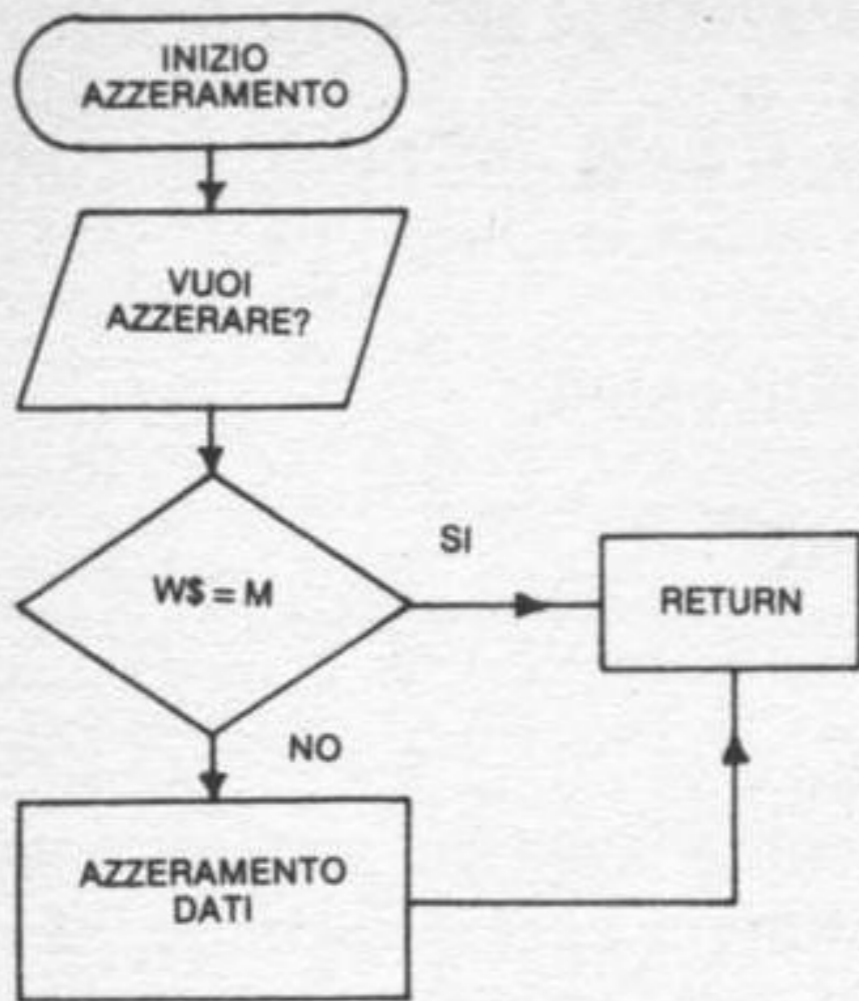 INIZIO
AZZERAMENTO
VUOI
AZZERARE?
W$ = M
SI
RETURN
NO
AZZERAMENTO
DATI